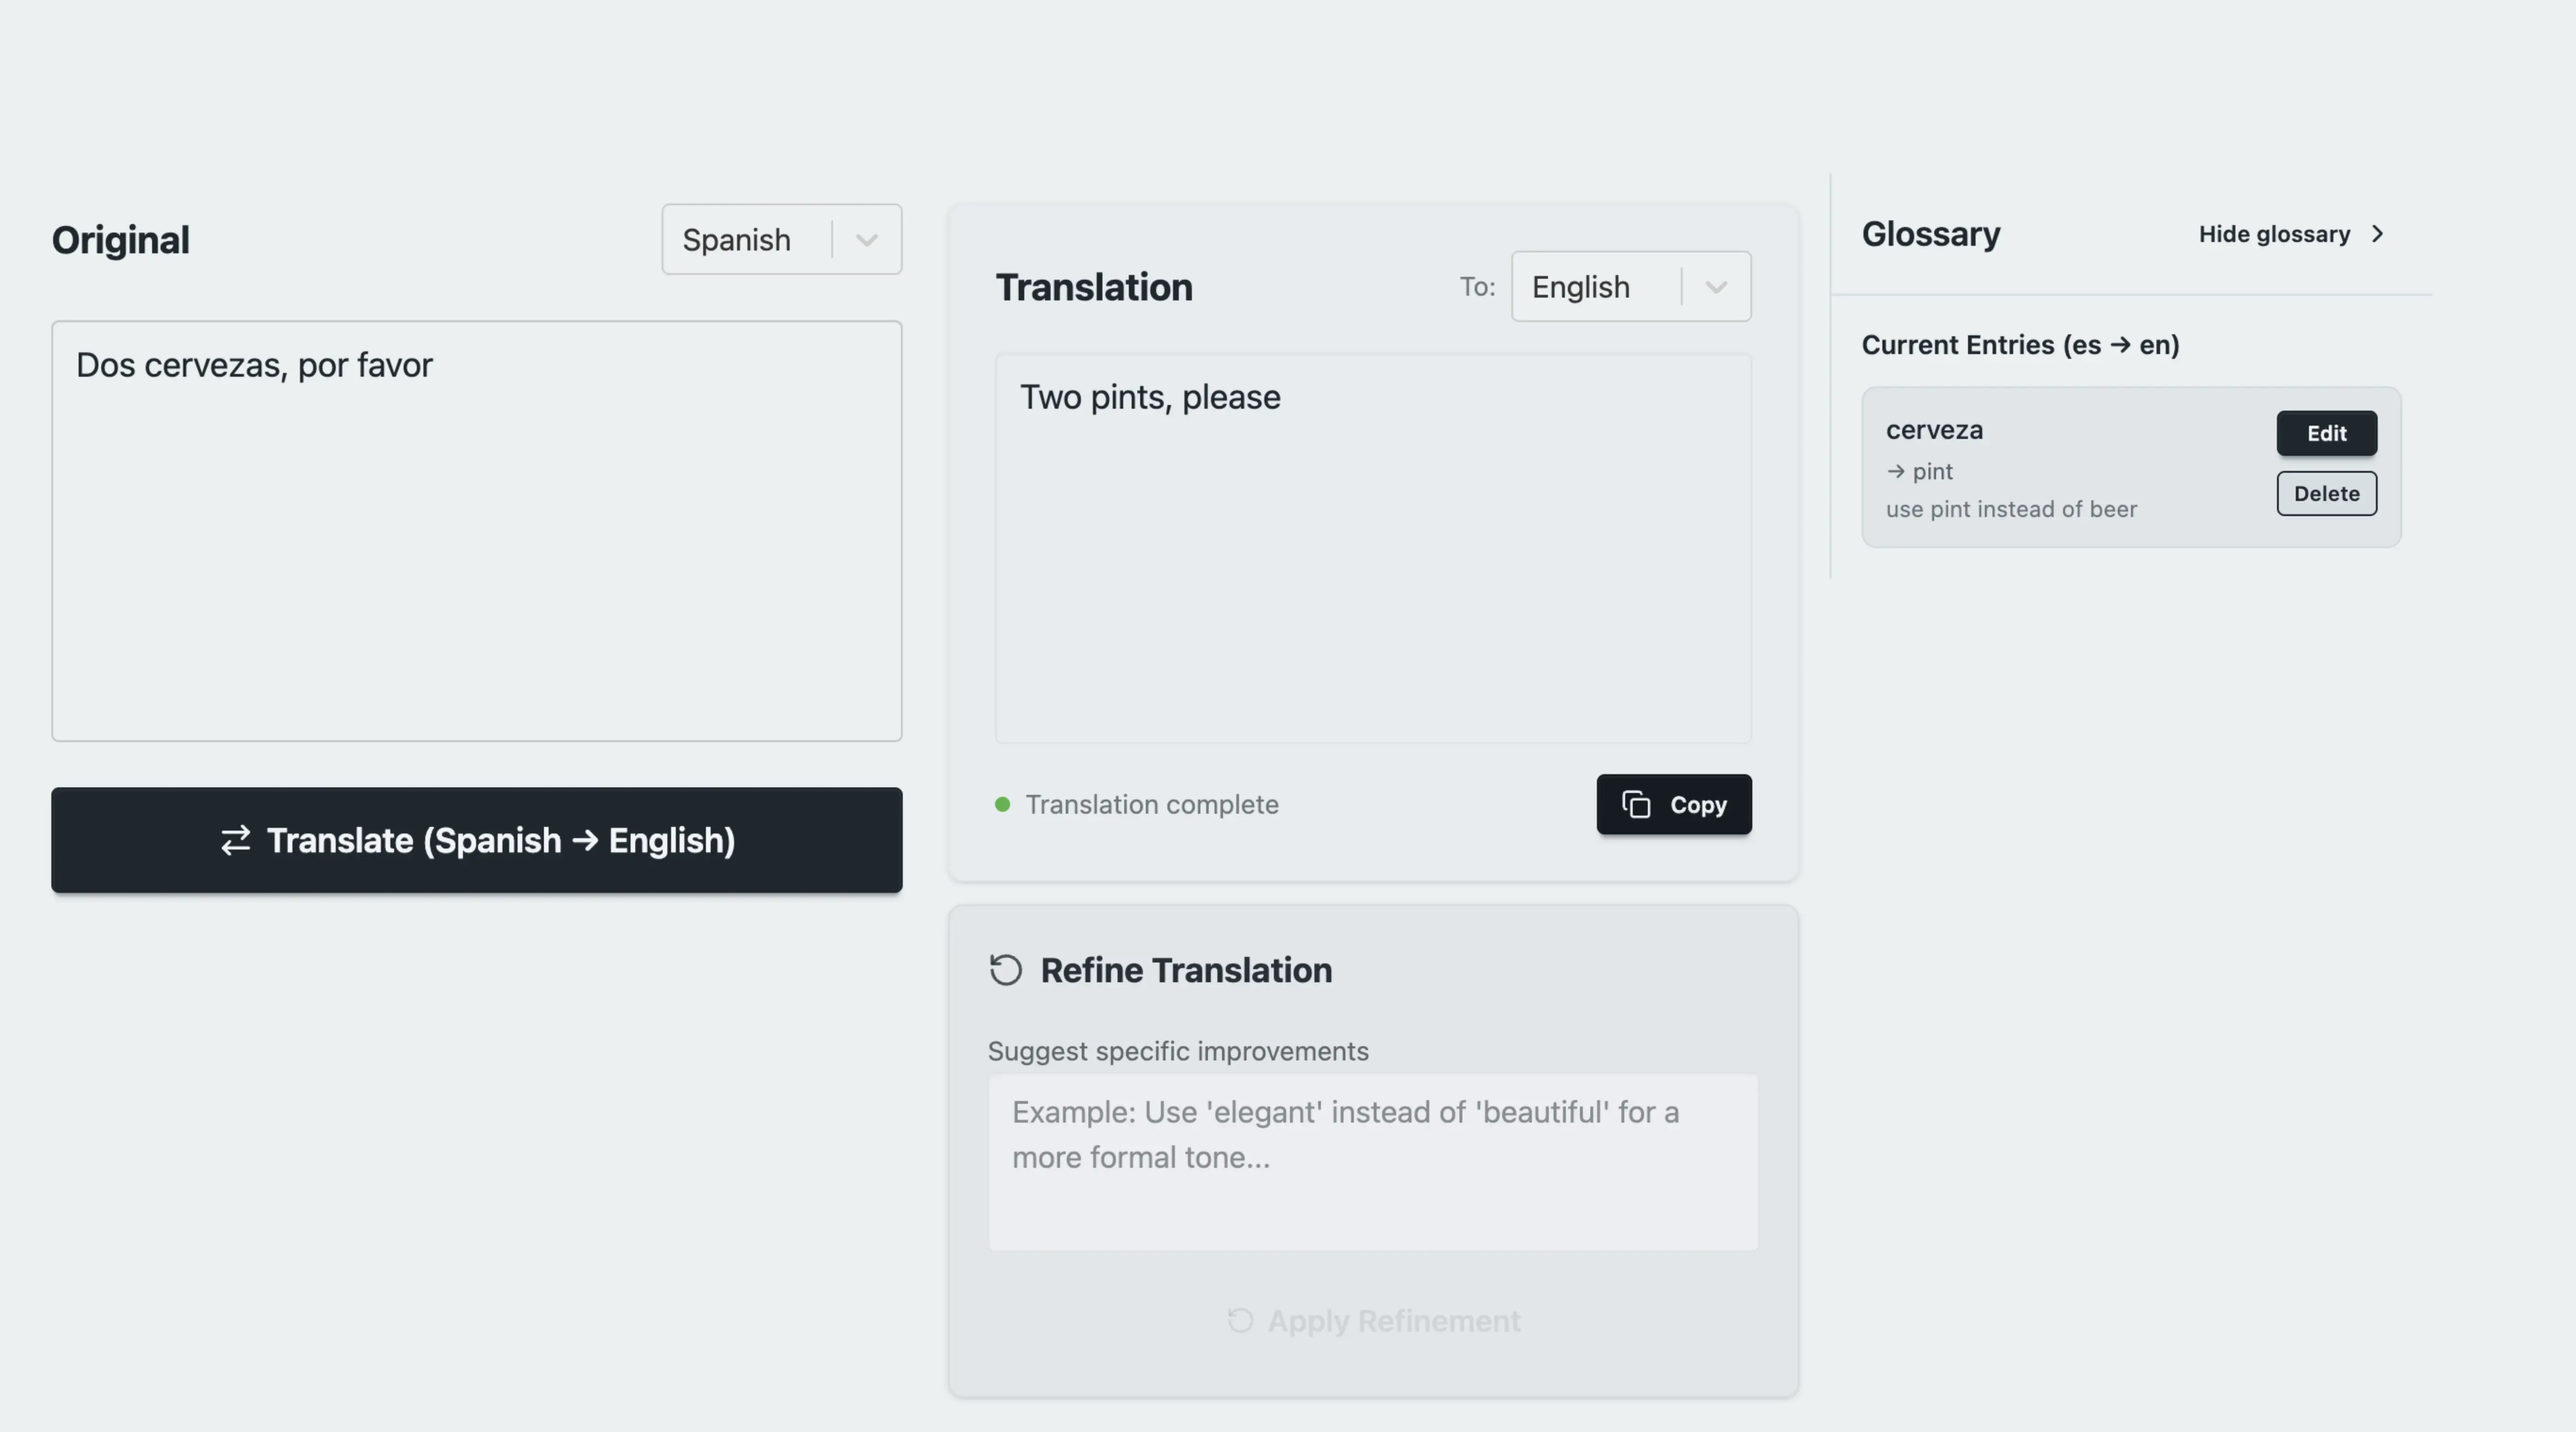 Original
Spanish
Dos cervezas, por favor
Translate (Spanish → English)
Translation
To:
English
Two pints, please
Translation complete
Copy
Refine Translation
Suggest specific improvements
Example: Use 'elegant' instead of 'beautiful' for a
more formal tone...
Apply Refinement
Glossary
Hide glossary
Current Entries (es → en)
cerveza
→ pint
use pint instead of beer
Edit
Delete